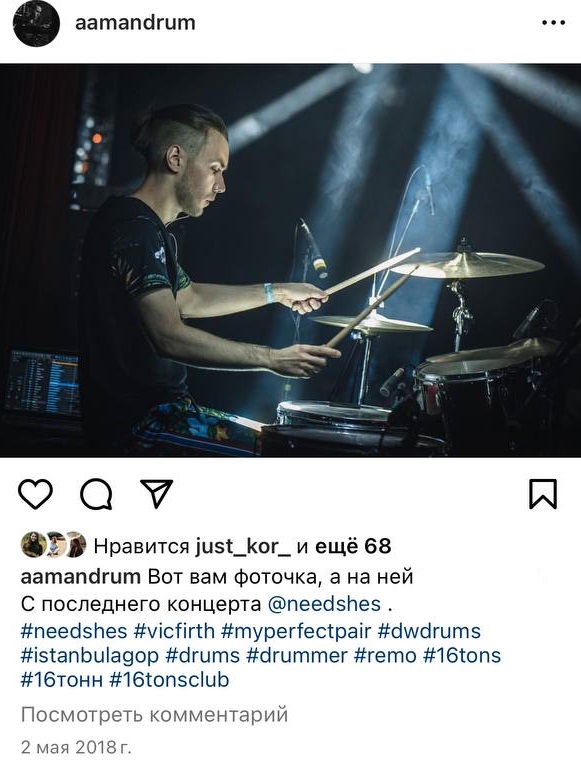 aamandrum
Нравится just_kor_ и ещё 68
aamandrum Вот вам фоточка, а на ней
С последнего концерта @needshes .
#needshes #vicfirth #myperfectpair #dwdrums
#istanbulagop #drums #drummer #remo #16tons
#16тонн #16tonsclub
Посмотреть комментарий
2 мая 2018 г.